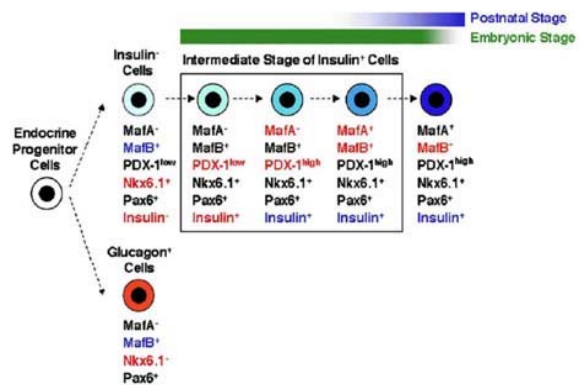 Postnatal Stage
Embryonic Stage
Insulin⁻
Cells
Intermediate Stage of Insulin⁺ Cells
Endocrine
Progenitor
Cells
MafA⁻
MafB⁺
PDX-1ˡᵒʷ
Nkx6.1⁺
Pax6⁺
Insulin⁻
MafA⁻
MafB⁺
PDX-1ˡᵒʷ
Nkx6.1⁺
Pax6⁺
Insulin⁺
MafA⁻
MafB⁺
PDX-1ʰⁱᵍʰ
Nkx6.1⁺
Pax6⁺
Insulin⁺
MafA⁺
MafB⁺
PDX-1ʰⁱᵍʰ
Nkx6.1⁺
Pax6⁺
Insulin⁺
MafA⁺
MafB⁻
PDX-1ʰⁱᵍʰ
Nkx6.1⁺
Pax6⁺
Insulin⁺
Glucagon⁺
Cells
MafA⁻
MafB⁺
Nkx6.1⁻
Pax6⁺